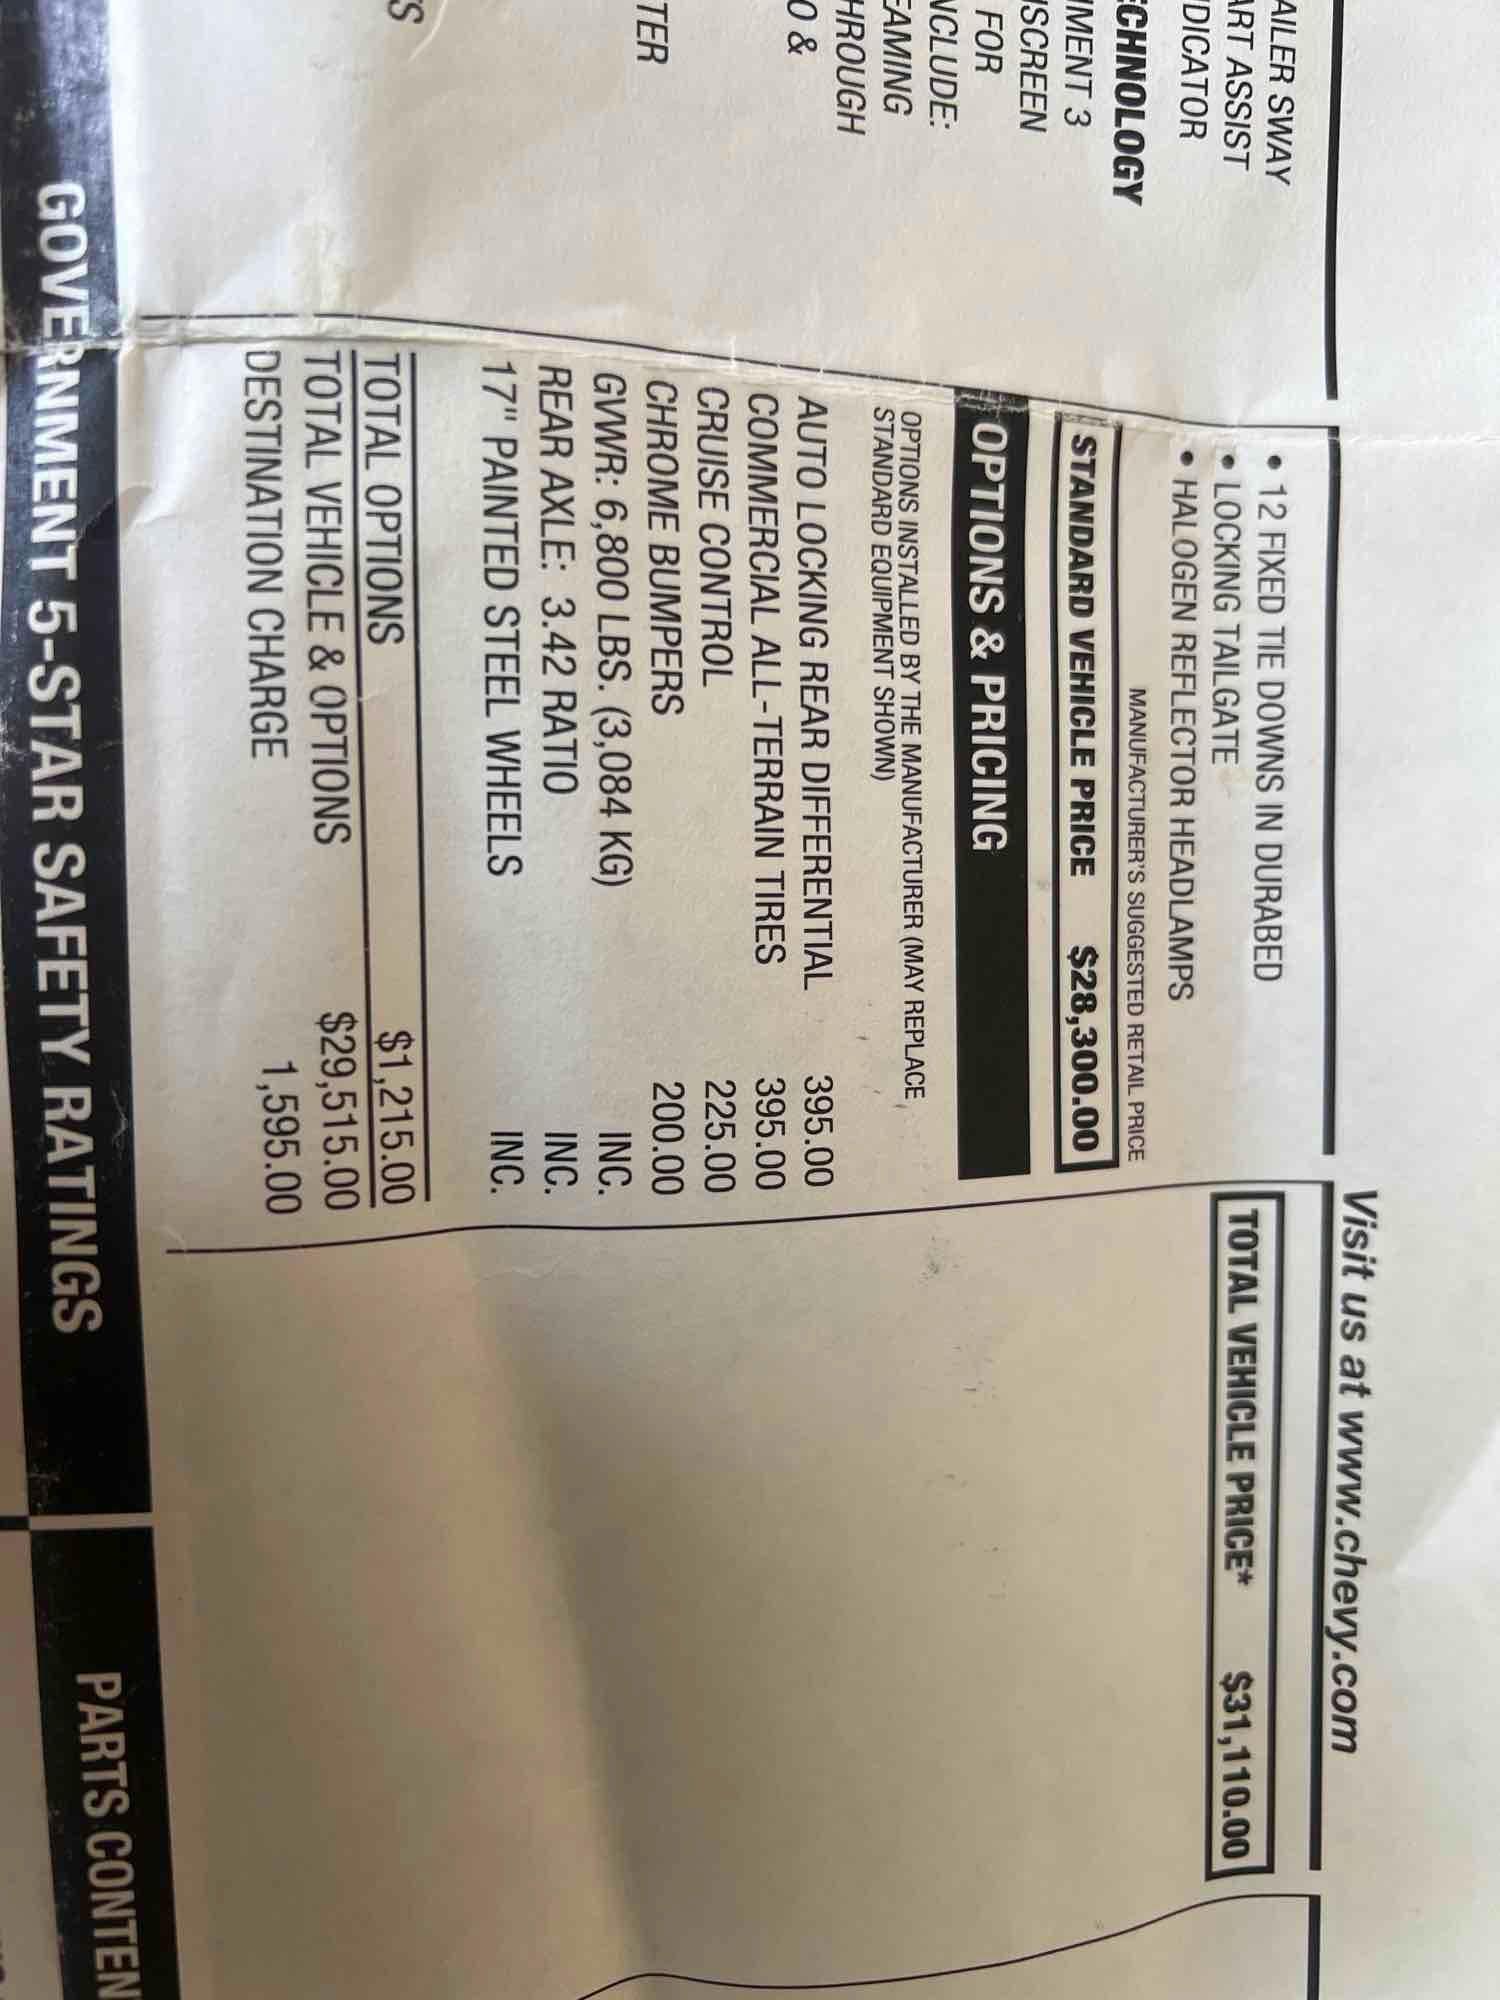 Visit us at www.chevy.com
AILER SWAY
ART ASSIST
DICATOR
CHNOLOGY
MENT 3
SCREEN
FOR
NCLUDE:
EAMING
HROUGH
O &
TER
S
• 12 FIXED TIE DOWNS IN DURABED
• LOCKING TAILGATE
• HALOGEN REFLECTOR HEADLAMPS
MANUFACTURER'S SUGGESTED RETAIL PRICE
STANDARD VEHICLE PRICE $28,300.00
OPTIONS & PRICING
OPTIONS INSTALLED BY THE MANUFACTURER (MAY REPLACE
STANDARD EQUIPMENT SHOWN)
AUTO LOCKING REAR DIFFERENTIAL 395.00
COMMERCIAL ALL-TERRAIN TIRES 395.00
CRUISE CONTROL 225.00
CHROME BUMPERS 200.00
GVWR: 6,800 LBS. (3,084 KG) INC.
REAR AXLE: 3.42 RATIO INC.
17" PAINTED STEEL WHEELS INC.
TOTAL OPTIONS $1,215.00
TOTAL VEHICLE & OPTIONS $29,515.00
DESTINATION CHARGE 1,595.00
TOTAL VEHICLE PRICE* $31,110.00
GOVERNMENT 5-STAR SAFETY RATINGS
PARTS CONTEN